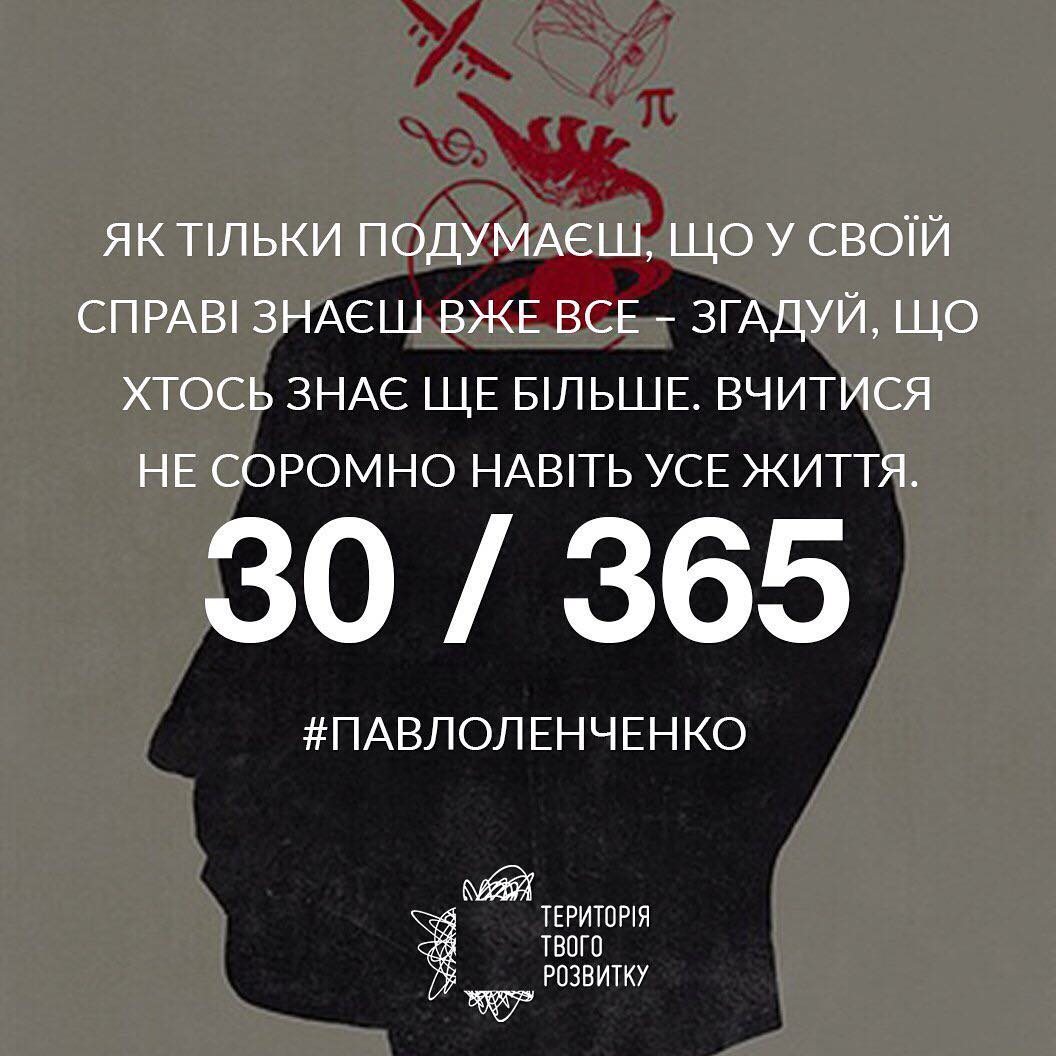 π
ЯК ТІЛЬКИ ПОДУМАЄШ, ЩО У СВОЇЙ
СПРАВІ ЗНАЄШ ВЖЕ ВСЕ – ЗГАДУЙ, ЩО
ХТОСЬ ЗНАЄ ЩЕ БІЛЬШЕ. ВЧИТИСЯ
НЕ СОРОМНО НАВІТЬ УСЕ ЖИТТЯ.
30 / 365
#ПАВЛОЛЕНЧЕНКО
ТЕРИТОРІЯ
ТВОГО
РОЗВИТКУ